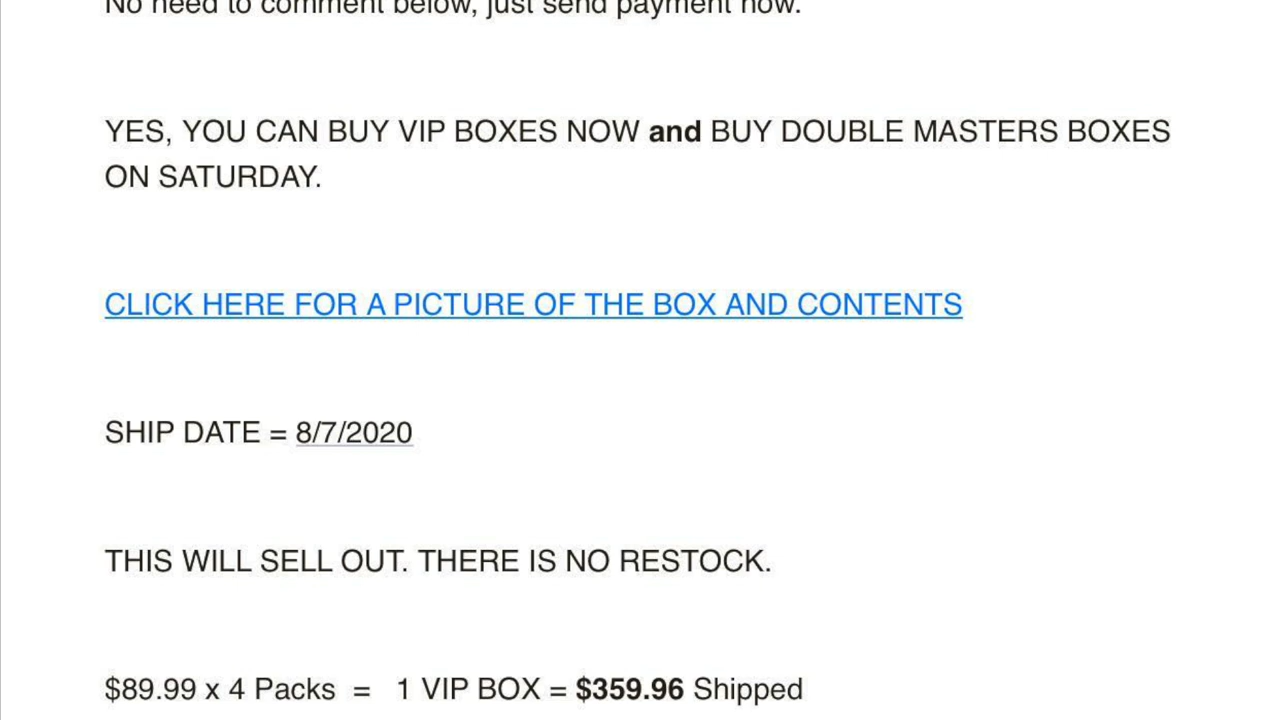 No need to comment below, just send payment now.
YES, YOU CAN BUY VIP BOXES NOW and BUY DOUBLE MASTERS BOXES
ON SATURDAY.
CLICK HERE FOR A PICTURE OF THE BOX AND CONTENTS
SHIP DATE = 8/7/2020
THIS WILL SELL OUT. THERE IS NO RESTOCK.
$89.99 x 4 Packs = 1 VIP BOX = $359.96 Shipped